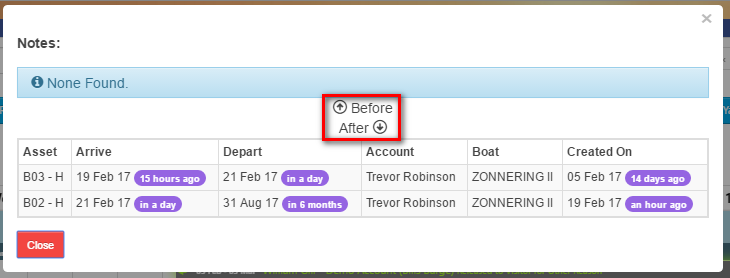 ×
Notes:
None Found.
Before
After
Asset Arrive Depart Account Boat Created On
B03 - H 19 Feb 17 15 hours ago 21 Feb 17 in a day Trevor Robinson ZONNERING II 05 Feb 17 14 days ago
B02 - H 21 Feb 17 in a day 31 Aug 17 in 6 months Trevor Robinson ZONNERING II 19 Feb 17 an hour ago
Close